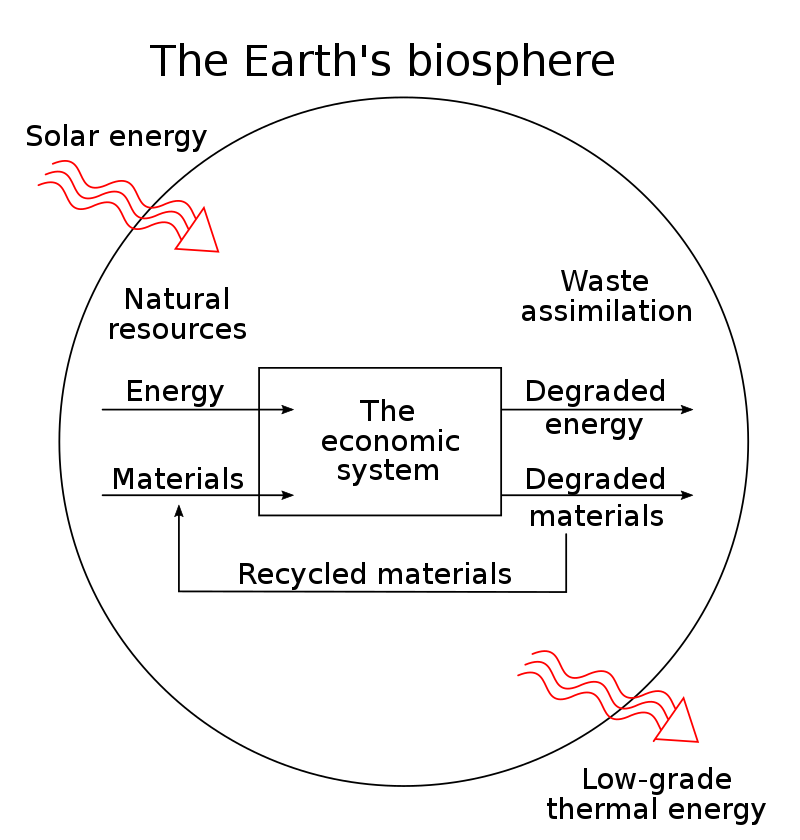 The Earth's biosphere
Solar energy
Natural
resources
Waste
assimilation
Energy
Materials
The
economic
system
Degraded
energy
Degraded
materials
Recycled materials
Low-grade
thermal energy